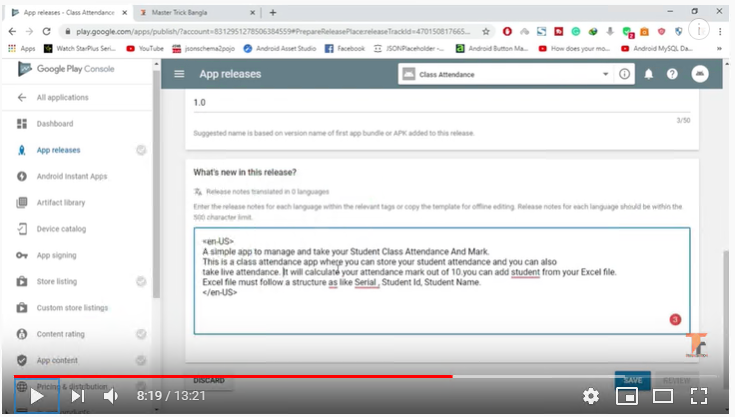 App releases - Class Attendance
Master Trick Bangla
play.google.com/apps/publish/?account=8312951278506384559#PrepareReleasePlace:releaseTrackId=470150817665...
Apps
Watch StarPlus Seri...
YouTube
jsonschema2pojo
Android Asset Studio
Facebook
JSONPlaceholder -...
Android Button Ma...
How does your mo...
Android MySQL Da...
Google Play Console
App releases
Class Attendance
All applications
Dashboard
App releases
Android Instant Apps
Artifact library
Device catalog
App signing
Store listing
Custom store listings
Content rating
App content
Pricing & distribution
1.0
3/50
Suggested name is based on version name of first app bundle or APK added to this release.
What's new in this release?
Release notes translated in 0 languages
Enter the release notes for each language within the relevant tags or copy the template for offline editing. Release notes for each language should be within the
500 character limit.
<en-US>
A simple app to manage and take your Student Class Attendance And Mark.
This is a class attendance app where you can store your student attendance and you can also
take live attendance. It will calculate your attendance mark out of 10.you can add student from your Excel file.
Excel file must follow a structure as like Serial , Student Id, Student Name.
</en-US>
3
DISCARD
SAVE
REVIEW
8:19 / 13:21